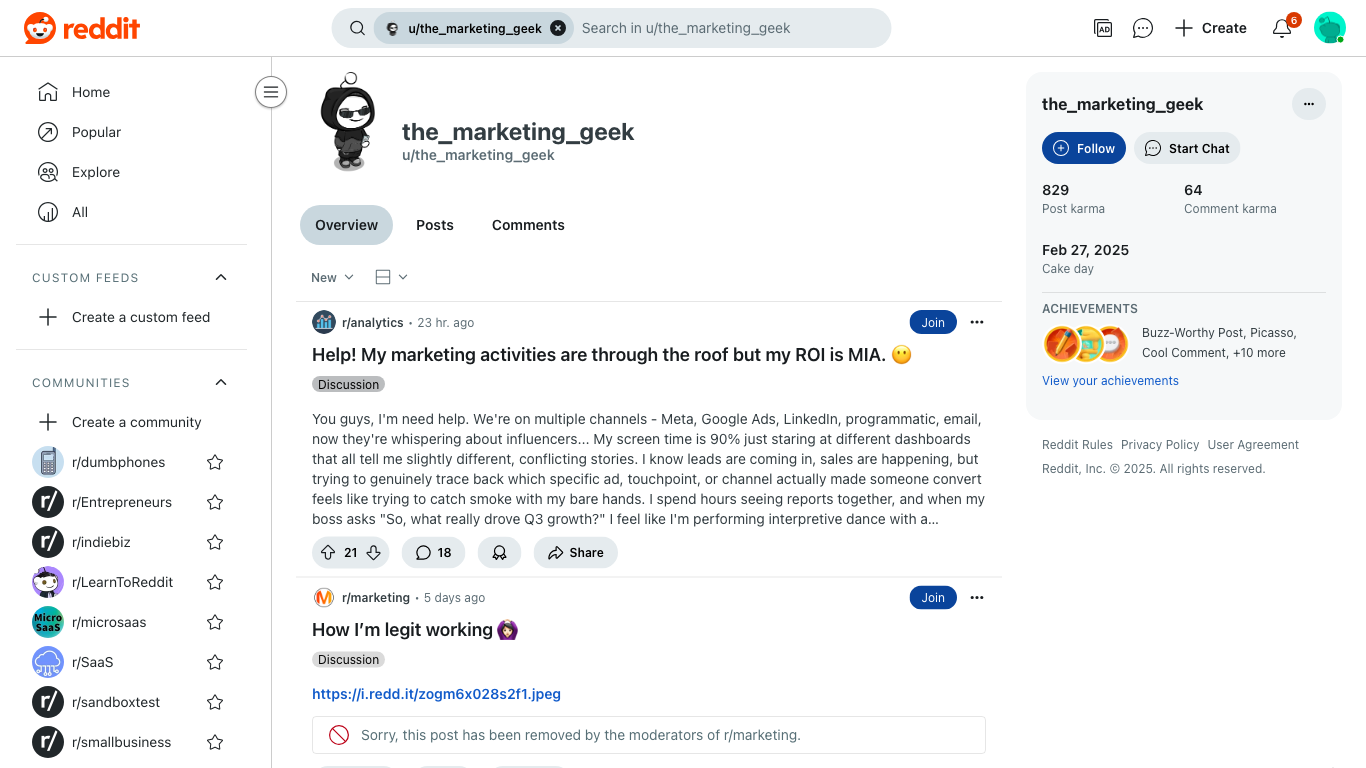 reddit
u/the_marketing_geek
Search in u/the_marketing_geek
AD
Create
6
Home
Popular
Explore
All
CUSTOM FEEDS
Create a custom feed
COMMUNITIES
Create a community
r/dumbphones
r/Entrepreneurs
r/indiebiz
r/LearnToReddit
Micro
SaaS
r/microsaas
r/SaaS
r/sandboxtest
r/smallbusiness
the_marketing_geek
u/the_marketing_geek
Overview Posts Comments
New
r/analytics • 23 hr. ago
Join
Help! My marketing activities are through the roof but my ROI is MIA. 😶
Discussion
You guys, I'm need help. We're on multiple channels - Meta, Google Ads, LinkedIn, programmatic, email,
now they're whispering about influencers... My screen time is 90% just staring at different dashboards
that all tell me slightly different, conflicting stories. I know leads are coming in, sales are happening, but
trying to genuinely trace back which specific ad, touchpoint, or channel actually made someone convert
feels like trying to catch smoke with my bare hands. I spend hours seeing reports together, and when my
boss asks "So, what really drove Q3 growth?" I feel like I'm performing interpretive dance with a...
21 18 Share
r/marketing • 5 days ago
Join
How I’m legit working 🙆🏻‍♀️
Discussion
https://i.redd.it/zogm6x028s2f1.jpeg
Sorry, this post has been removed by the moderators of r/marketing.
the_marketing_geek
Follow Start Chat
829 64
Post karma Comment karma
Feb 27, 2025
Cake day
ACHIEVEMENTS
Buzz-Worthy Post, Picasso,
Cool Comment, +10 more
View your achievements
Reddit Rules Privacy Policy User Agreement
Reddit, Inc. © 2025. All rights reserved.